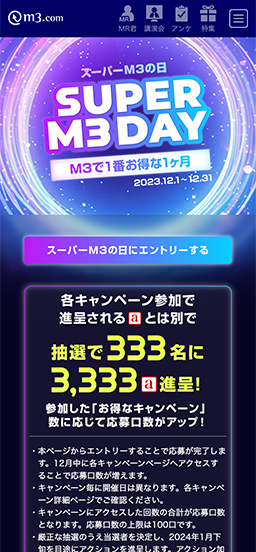 m3.com
MR
MR君 講演会 アンケ 特集
スーパーM3の日
SUPER
M3 DAY
M3で1番お得な1ヶ月
2023.12.1~12.31
スーパーM3の日にエントリーする
各キャンペーン参加で
進呈される a とは別で
抽選で333名に
3,333 a 進呈!
参加した「お得なキャンペーン」
数に応じて応募口数がアップ!
・本ページからエントリーすることで応募が完了しま
す。12月中に各キャンペーンページへアクセスす
ることで応募口数が増えます。
・キャンペーン毎に開催日は異なります。各キャンペ
ーン詳細ページでご確認ください。
・キャンペーンにアクセスした回数の合計が応募口数
となります。応募口数の上限は100口です。
・厳正な抽選のうえ当選者を決定し、2024年1月下
旬を目途にアクションを進呈します。アクション加